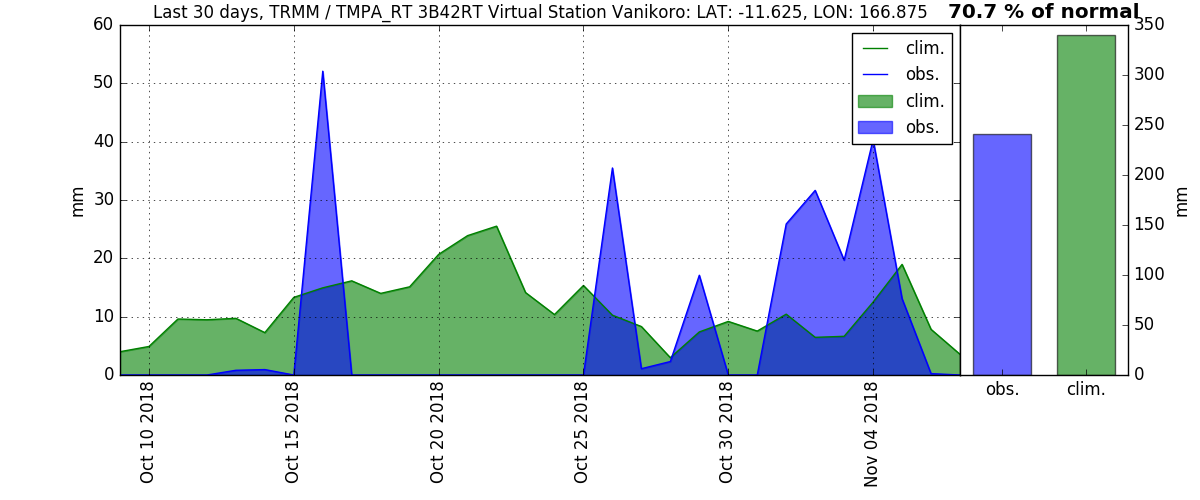 Last 30 days, TRMM / TMPA_RT 3B42RT Virtual Station Vanikoro: LAT: -11.625, LON: 166.875
70.7 % of normal
60
50
40
30
20
10
0
mm
clim.
obs.
clim.
obs.
Oct 10 2018
Oct 15 2018
Oct 20 2018
Oct 25 2018
Oct 30 2018
Nov 04 2018
350
300
250
200
150
100
50
0
mm
obs.
clim.